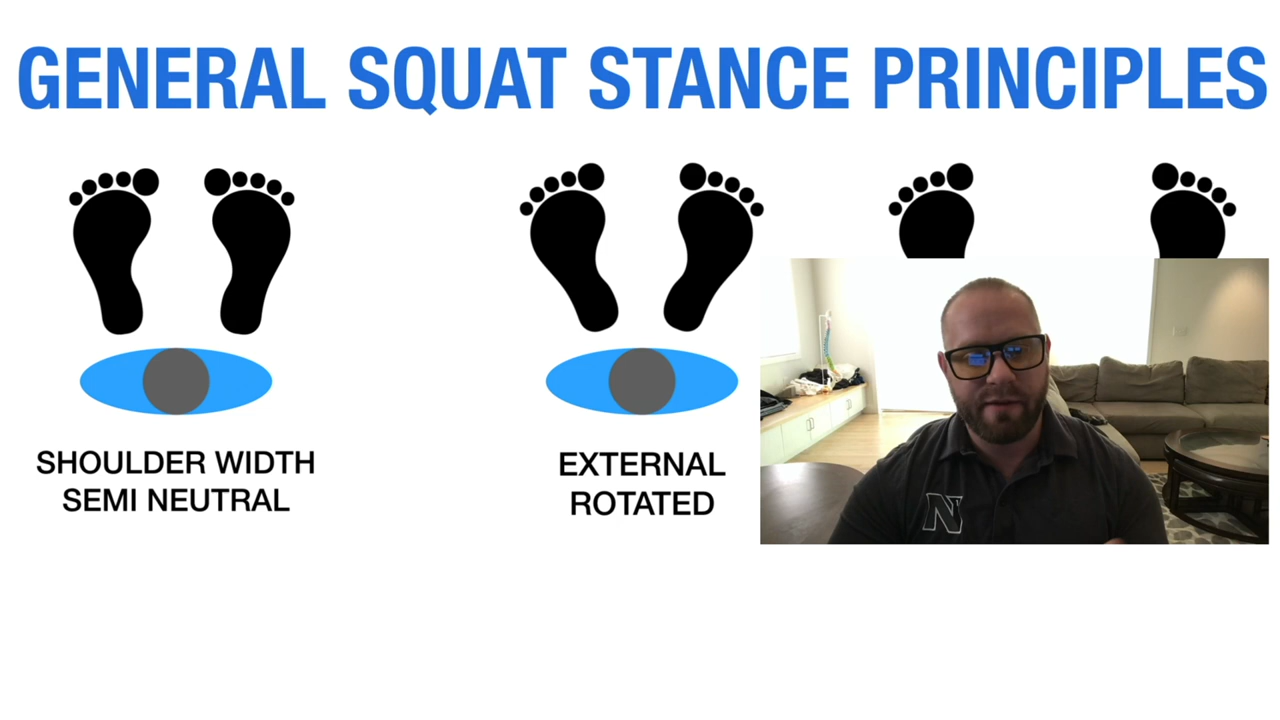 GENERAL SQUAT STANCE PRINCIPLES
SHOULDER WIDTH
SEMI NEUTRAL
EXTERNAL
ROTATED
N